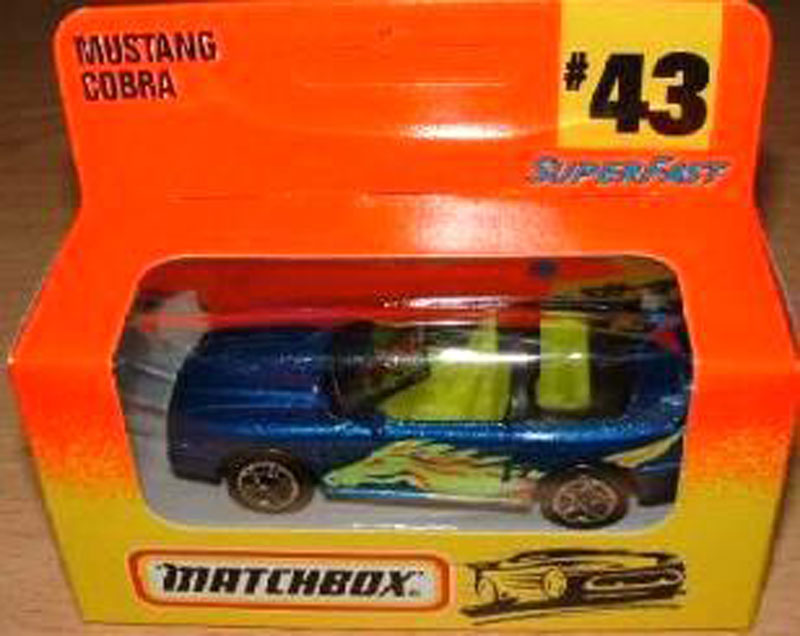 MUSTANG
COBRA
#43
SUPERFAST
MATCHBOX